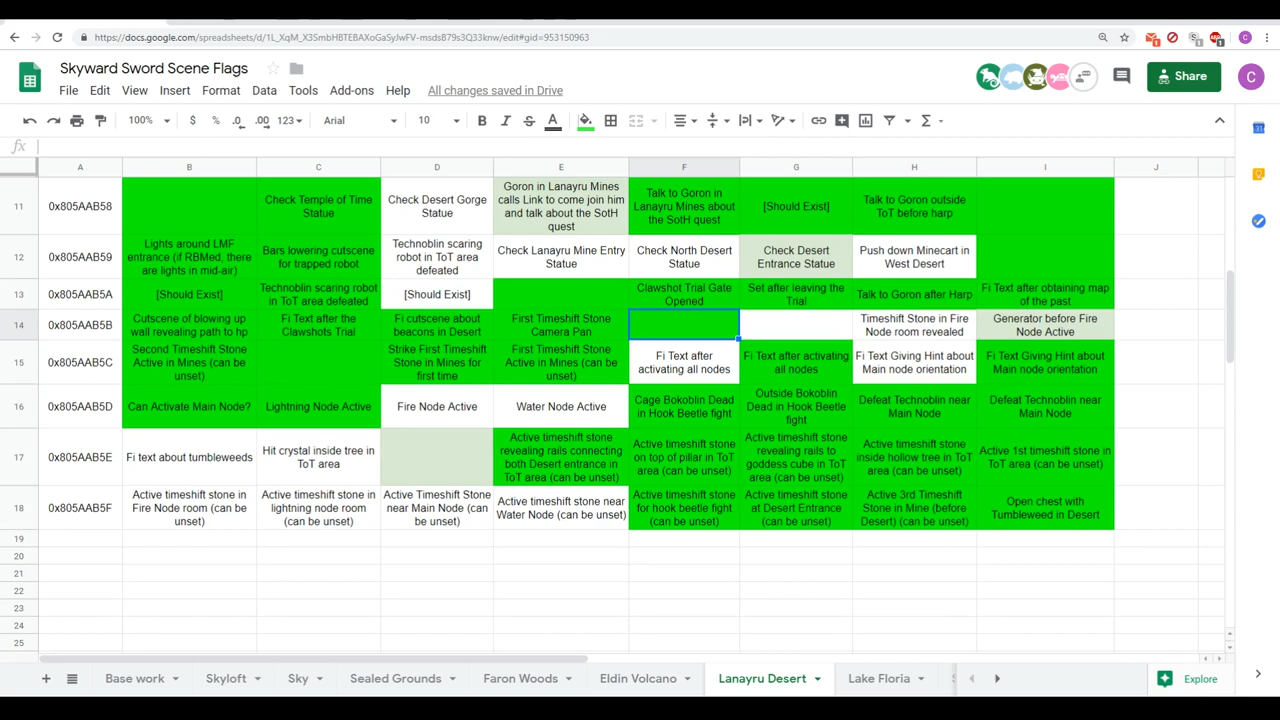 https://docs.google.com/spreadsheets/d/1L_XqM_X3SmbHBTEBAXoGaSyJwFV-msdsB79s3Q33knw/edit#gid=953150963
Skyward Sword Scene Flags
File Edit View Insert Format Data Tools Add-ons Help All changes saved in Drive
Share
C
100% $ % .0 .00 123 Arial 10 B I S A
fx
A B C D E F G H I J
11 0x805AAB58
Check Temple of Time
Statue
Check Desert Gorge
Statue
Goron in Lanayru Mines
calls Link to come join him
and talk about the SotH
quest
Talk to Goron in
Lanayru Mines about
the SotH quest
[Should Exist]
Talk to Goron outside
ToT before harp
12 0x805AAB59
Lights around LMF
entrance (if RBMed, there
are lights in mid-air)
Bars lowering cutscene
for trapped robot
Technoblin scaring
robot in ToT area
defeated
Check Lanayru Mine Entry
Statue
Check North Desert
Statue
Check Desert
Entrance Statue
Push down Minecart in
West Desert
13 0x805AAB5A
[Should Exist]
Technoblin scaring robot
in ToT area defeated
[Should Exist]
Clawshot Trial Gate
Opened
Set after leaving the
Trial
Talk to Goron after Harp
Fi Text after obtaining map
of the past
14 0x805AAB5B
Cutscene of blowing up
wall revealing path to hp
Fi Text after the
Clawshots Trial
Fi cutscene about
beacons in Desert
First Timeshift Stone
Camera Pan
Timeshift Stone in Fire
Node room revealed
Generator before Fire
Node Active
15 0x805AAB5C
Second Timeshift Stone
Active in Mines (can be
unset)
Strike First Timeshift
Stone in Mines for
first time
First Timeshift Stone
Active in Mines (can be
unset)
Fi Text after
activating all nodes
Fi Text after activating
all nodes
Fi Text Giving Hint about
Main node orientation
Fi Text Giving Hint about
Main node orientation
16 0x805AAB5D
Can Activate Main Node?
Lightning Node Active
Fire Node Active
Water Node Active
Cage Bokoblin Dead
in Hook Beetle fight
Outside Bokoblin
Dead in Hook Beetle
fight
Defeat Technoblin near
Main Node
Defeat Technoblin near
Main Node
17 0x805AAB5E
Fi text about tumbleweeds
Hit crystal inside tree in
ToT area
Active timeshift stone
revealing rails connecting
both Desert entrance in
ToT area (can be unset)
Active timeshift stone
on top of pillar in ToT
area (can be unset)
Active timeshift stone
revealing rails to
goddess cube in ToT
area (can be unset)
Active timeshift stone
inside hollow tree in ToT
area (can be unset)
Active 1st timeshift stone
in ToT area (can be unset)
18 0x805AAB5F
Active timeshift stone in
Fire Node room (can be
unset)
Active timeshift stone in
lightning node room
(can be unset)
Active Timeshift Stone
near Main Node (can be
unset)
Active timeshift stone near
Water Node (can be unset)
Active timeshift stone
for hook beetle fight
(can be unset)
Active timeshift stone
at Desert Entrance
(can be unset)
Active 3rd Timeshift
Stone in Mine (before
Desert) (can be unset)
Open chest with
Tumbleweed in Desert
19
20
21
22
23
24
25
Base work Skyloft Sky Sealed Grounds Faron Woods Eldin Volcano Lanayru Desert Lake Floria Explore